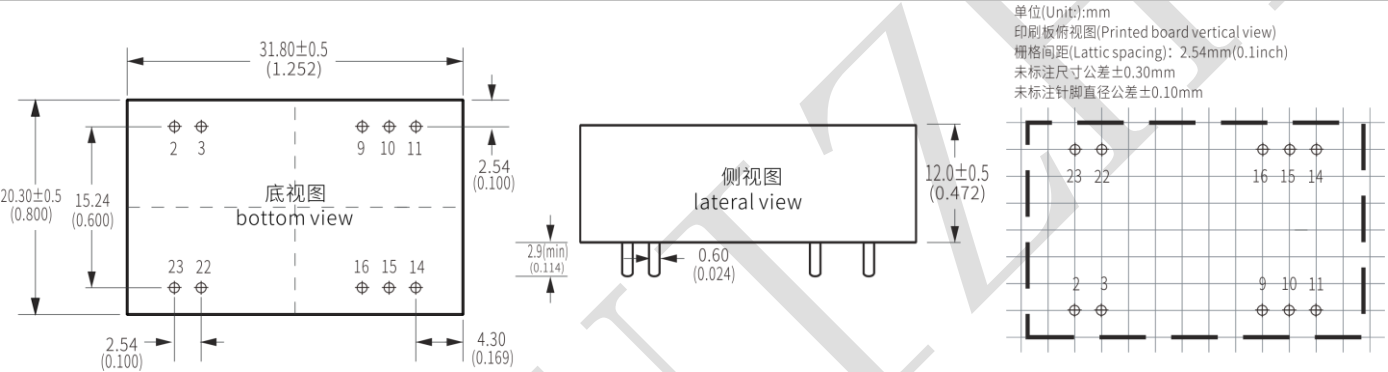 单位(Unit:):mm
印刷板俯视图(Printed board vertical view)
栅格间距(Lattic spacing)：2.54mm(0.1inch)
未标注尺寸公差±0.30mm
未标注针脚直径公差±0.10mm
31.80±0.5
(1.252)
2 3 9 10 11
2.54
(0.100)
20.30±0.5
(0.800)
15.24
(0.600)
底视图
bottom view
23 22 16 15 14
2.54
(0.100)
4.30
(0.169)
侧视图
lateral view
12.0±0.5
(0.472)
2.9(min)
(0.114)
0.60
(0.024)
23 22 16 15 14
2 3 9 10 11